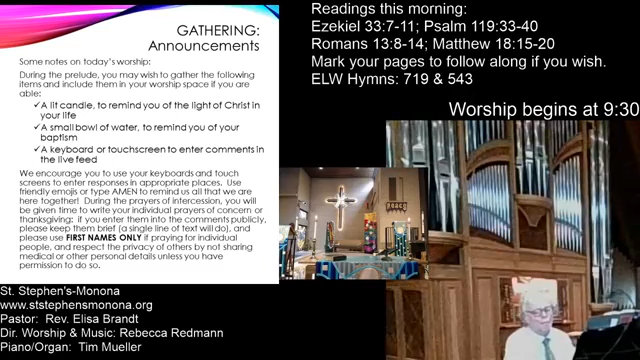 GATHERING:
Announcements
Some notes on today's worship:
During the prelude, you may wish to gather the following
items and include them in your worship space if you are
able:
✓A lit candle, to remind you of the light of Christ in
your life
✓A small bowl of water, to remind you of your
baptism
✓A keyboard or touchscreen to enter comments in
the live feed
We encourage you to use your keyboards and touch
screens to enter responses in appropriate places. Use
friendly emojis or type AMEN to remind us all that we are
here together! During the prayers of intercession, you will
be given time to write your individual prayers of concern or
thanksgiving; if you enter them into the comments publicly,
please keep them brief (a single line of text will do), and
please use FIRST NAMES ONLY if praying for individual
people, and respect the privacy of others by not sharing
medical or other personal details unless you have
permission to do so.
St. Stephen's-Monona
www.ststephensmonona.org
Pastor: Rev. Elisa Brandt
Dir. Worship & Music: Rebecca Redmann
Piano/Organ: Tim Mueller
Readings this morning:
Ezekiel 33:7-11; Psalm 119:33-40
Romans 13:8-14; Matthew 18:15-20
Mark your pages to follow along if you wish.
ELW Hymns: 719 & 543
Worship begins at 9:30